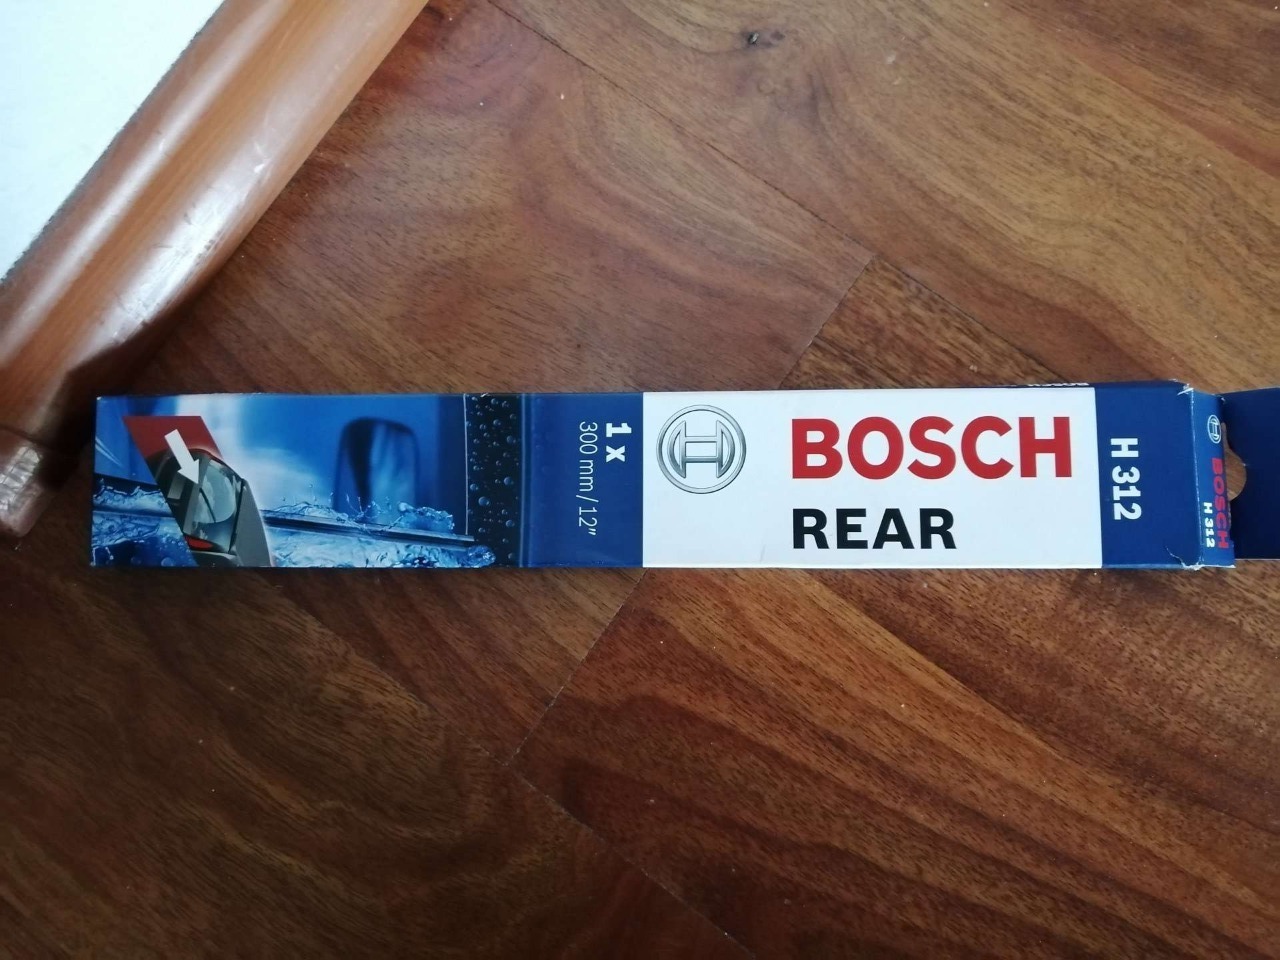 1 x
300 mm / 12"
BOSCH
REAR
H 312
BOSCH
H 312